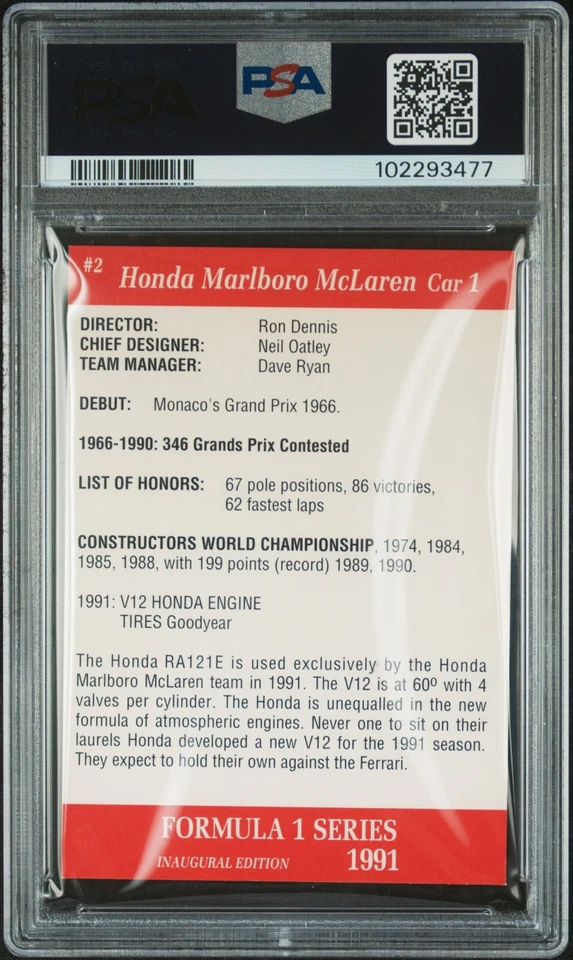 PSA
PSA
102293477
#2 Honda Marlboro McLaren Car 1
DIRECTOR: Ron Dennis
CHIEF DESIGNER: Neil Oatley
TEAM MANAGER: Dave Ryan
DEBUT: Monaco's Grand Prix 1966.
1966-1990: 346 Grands Prix Contested
LIST OF HONORS: 67 pole positions, 86 victories,
62 fastest laps
CONSTRUCTORS WORLD CHAMPIONSHIP, 1974, 1984,
1985, 1988, with 199 points (record) 1989, 1990.
1991: V12 HONDA ENGINE
TIRES Goodyear
The Honda RA121E is used exclusively by the Honda
Marlboro McLaren team in 1991. The V12 is at 60º with 4
valves per cylinder. The Honda is unequalled in the new
formula of atmospheric engines. Never one to sit on their
laurels Honda developed a new V12 for the 1991 season.
They expect to hold their own against the Ferrari.
FORMULA 1 SERIES
INAUGURAL EDITION 1991